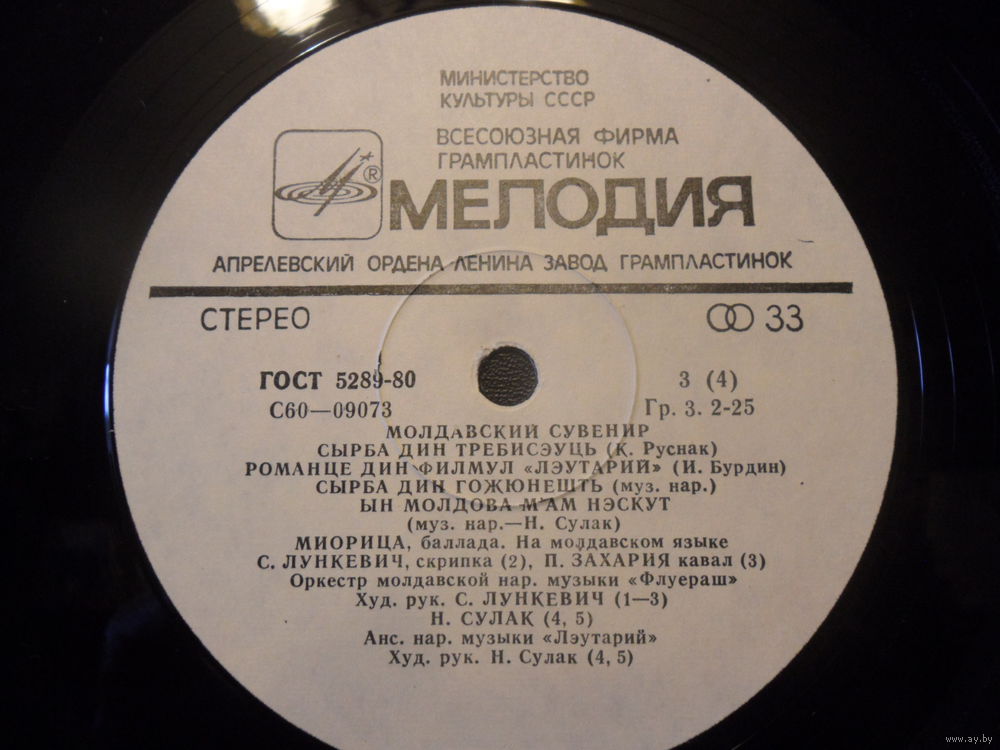 МИНИСТЕРСТВО
КУЛЬТУРЫ СССР
ВСЕСОЮЗНАЯ ФИРМА
ГРАМПЛАСТИНОК
® МЕЛОДИЯ
АПРЕЛЕВСКИЙ ОРДЕНА ЛЕНИНА ЗАВОД ГРАМПЛАСТИНОК
СТЕРЕО 33
ГОСТ 5289-80 3 (4)
С60—09073 Гр. 3. 2-25
МОЛДАВСКИЙ СУВЕНИР
СЫРБА ДИН ТРЕБИСЭУЦЬ (К. Руснак)
РОМАНЦЕ ДИН ФИЛМУЛ «ЛЭУТАРИЙ» (И. Бурдин)
СЫРБА ДИН ГОЖЮНЕШТЬ (муз. нар.)
ЫН МОЛДОВА М'АМ НЭСКУТ
(муз. нар.—Н. Сулак)
МИОРИЦА, баллада. На молдавском языке
С. ЛУНКЕВИЧ, скрипка (2), П. ЗАХАРИЯ кавал (3)
Оркестр молдавской нар. музыки «Флуераш»
Худ. рук. С. ЛУНКЕВИЧ (1—3)
Н. СУЛАК (4, 5)
Анс. нар. музыки «Лэутарий»
Худ. рук. Н. Сулак (4, 5)
www.ay.by